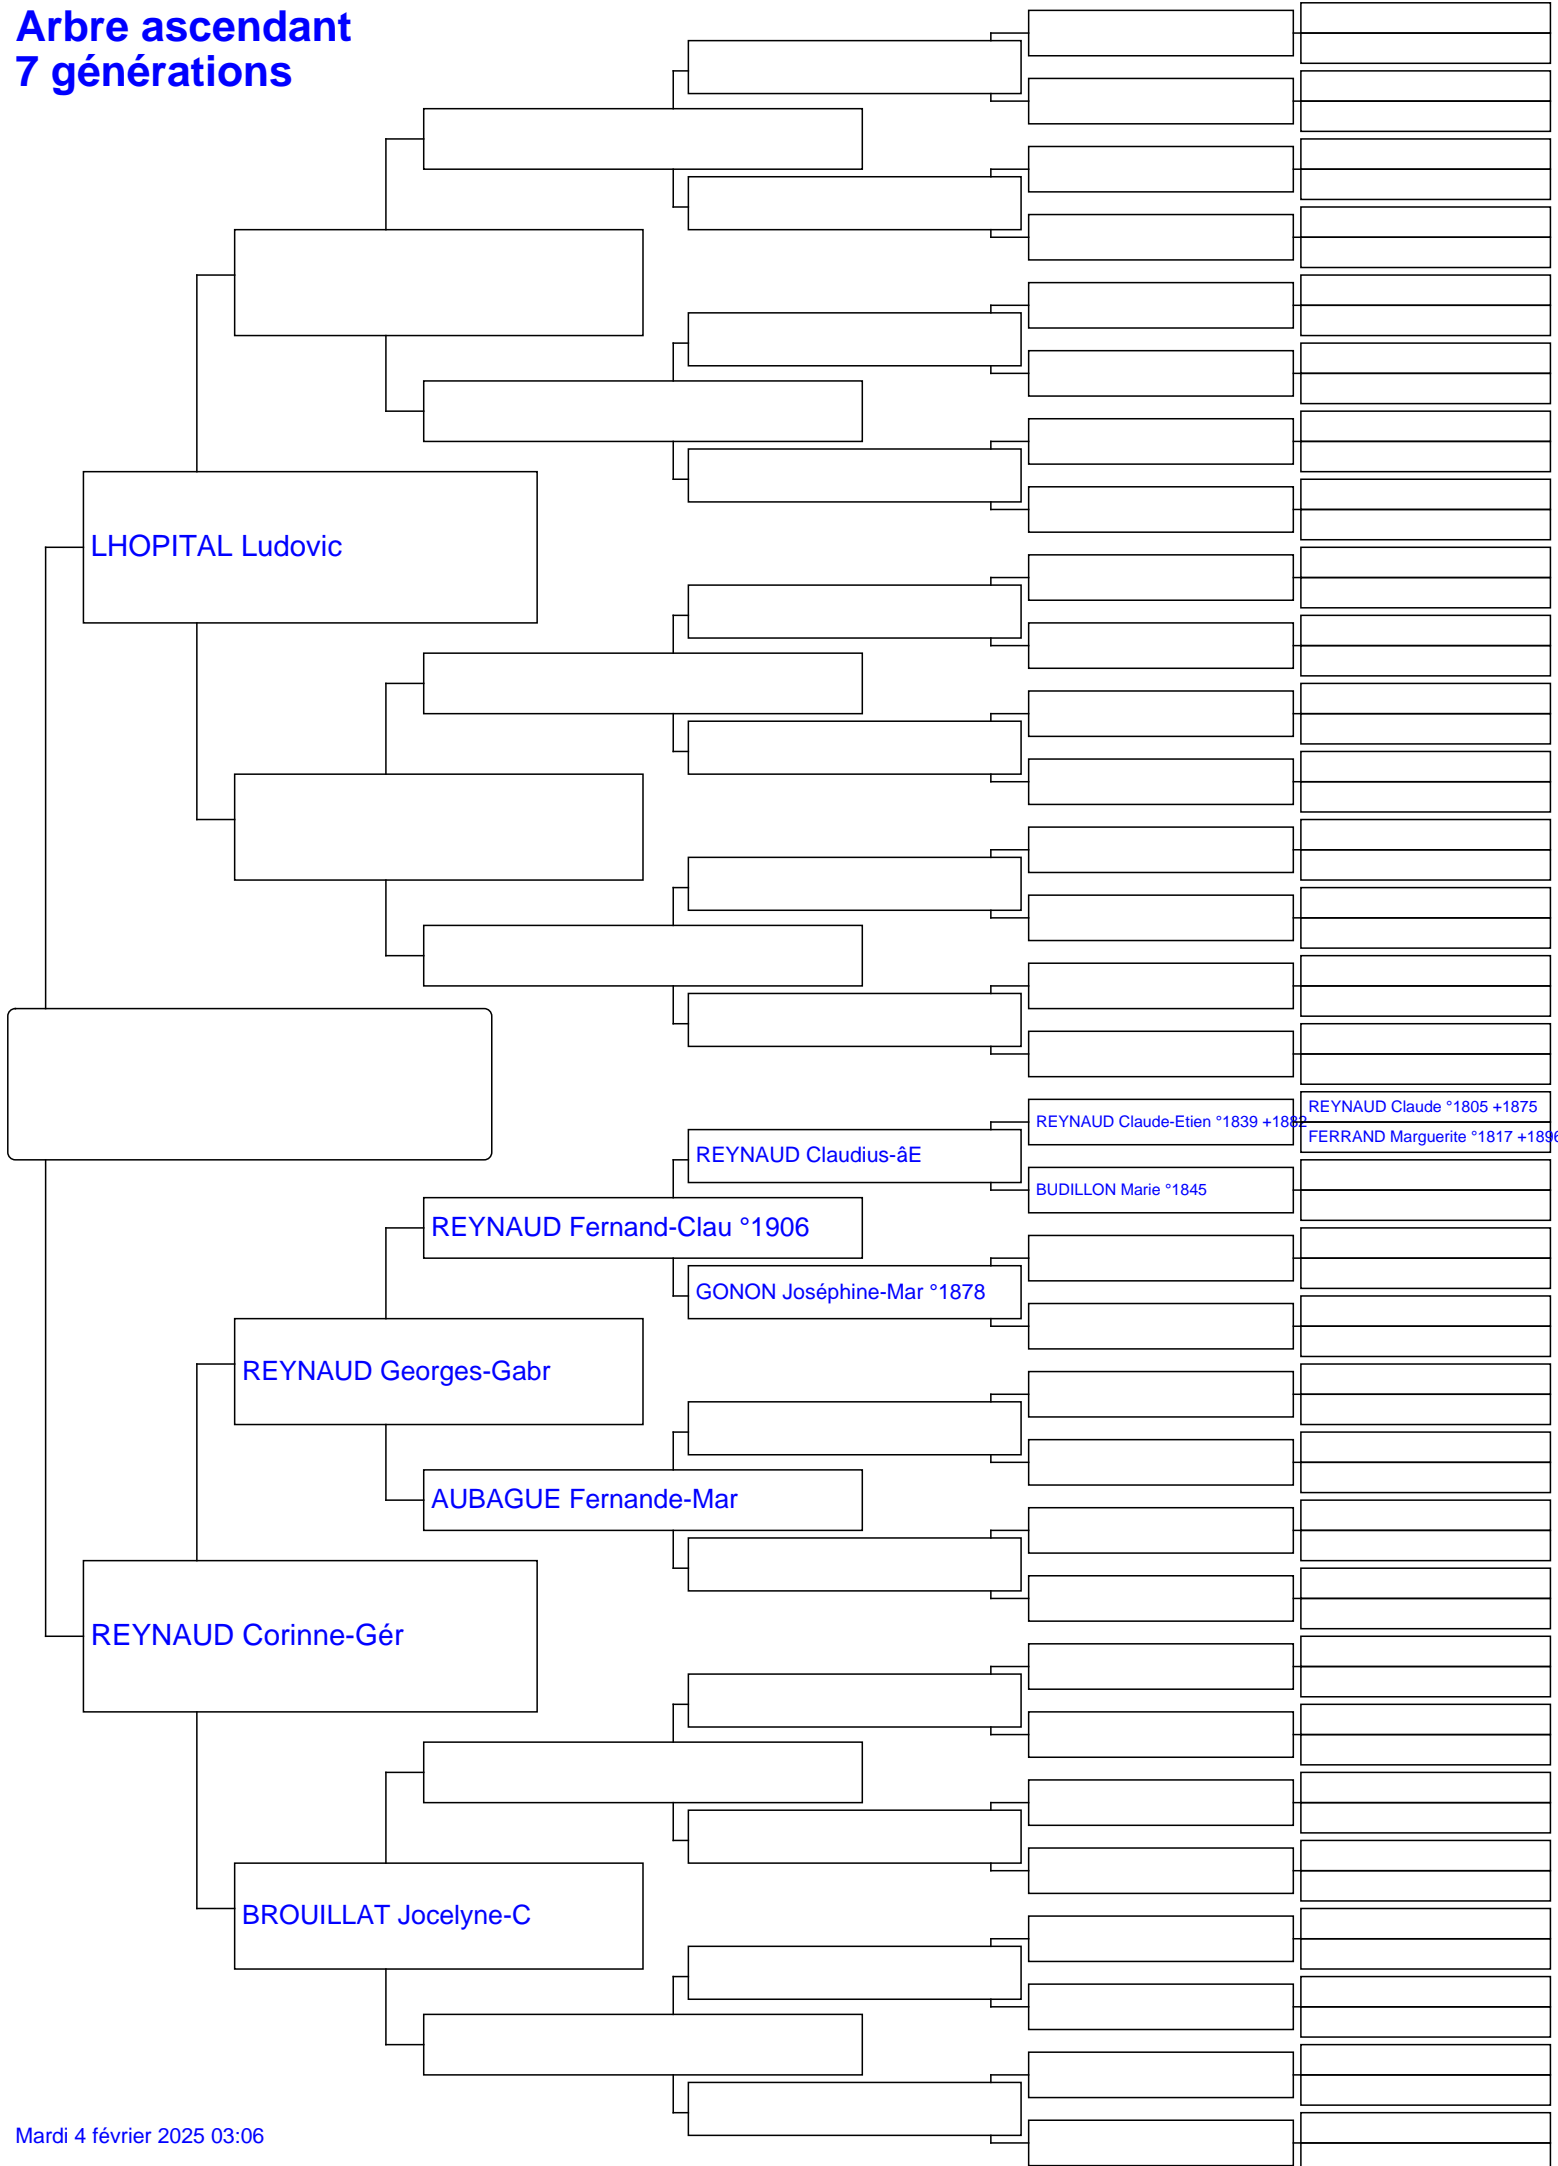 Arbre ascendant
7 générations
LHOPITAL Ludovic
REYNAUD Claude-Etien °1839 +1882
REYNAUD Claude °1805 +1875
FERRAND Marguerite °1817 +1896
REYNAUD Claudius-âE
BUDILLON Marie °1845
REYNAUD Fernand-Clau °1906
GONON Joséphine-Mar °1878
REYNAUD Georges-Gabr
AUBAGUE Fernande-Mar
REYNAUD Corinne-Gér
BROUILLAT Jocelyne-C
Mardi 4 février 2025 03:06